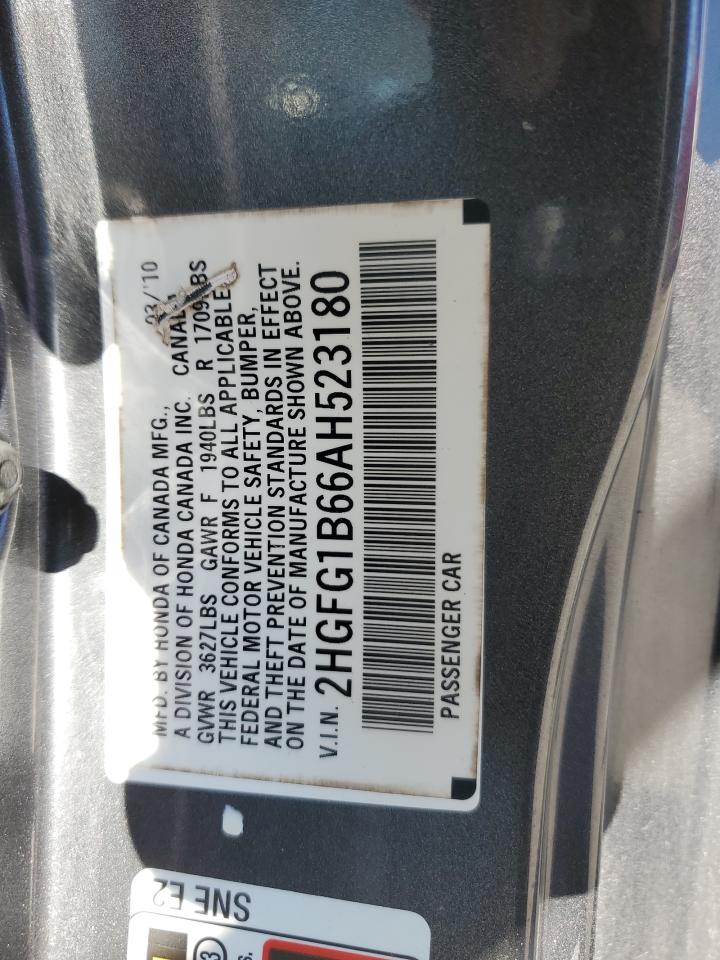 MFD. BY HONDA OF CANADA MFG., 03/'10
A DIVISION OF HONDA CANADA INC.
GVWR 3627LBS GAWR F 1940LBS R
THIS VEHICLE CONFORMS TO ALL APPLICABLE
FEDERAL MOTOR VEHICLE SAFETY, BUMPER,
AND THEFT PREVENTION STANDARDS IN EFFECT
ON THE DATE OF MANUFACTURE SHOWN ABOVE.
V.I.N. 2HGFG1B66AH523180
PASSENGER CAR
SNE E2
3
s.